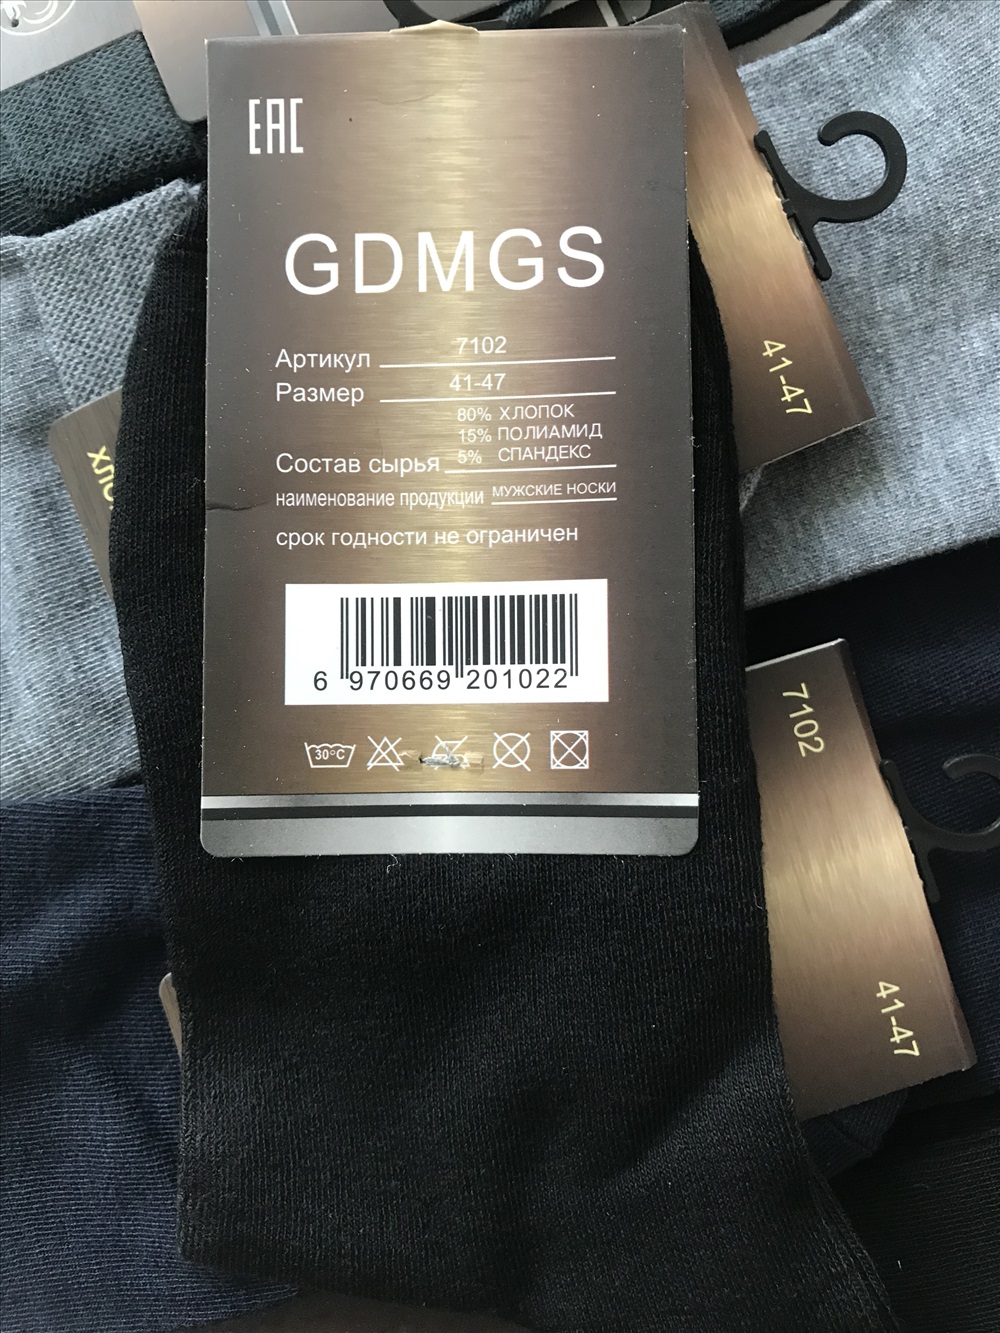 EAC
GDMGS
Артикул 7102
Размер 41-47
80% ХЛОПОК
15% ПОЛИАМИД
Состав сырья 5% СПАНДЕКС
наименование продукции МУЖСКИЕ НОСКИ
срок годности не ограничен
6 970669 201022
30°C
41-47
7102
41-47